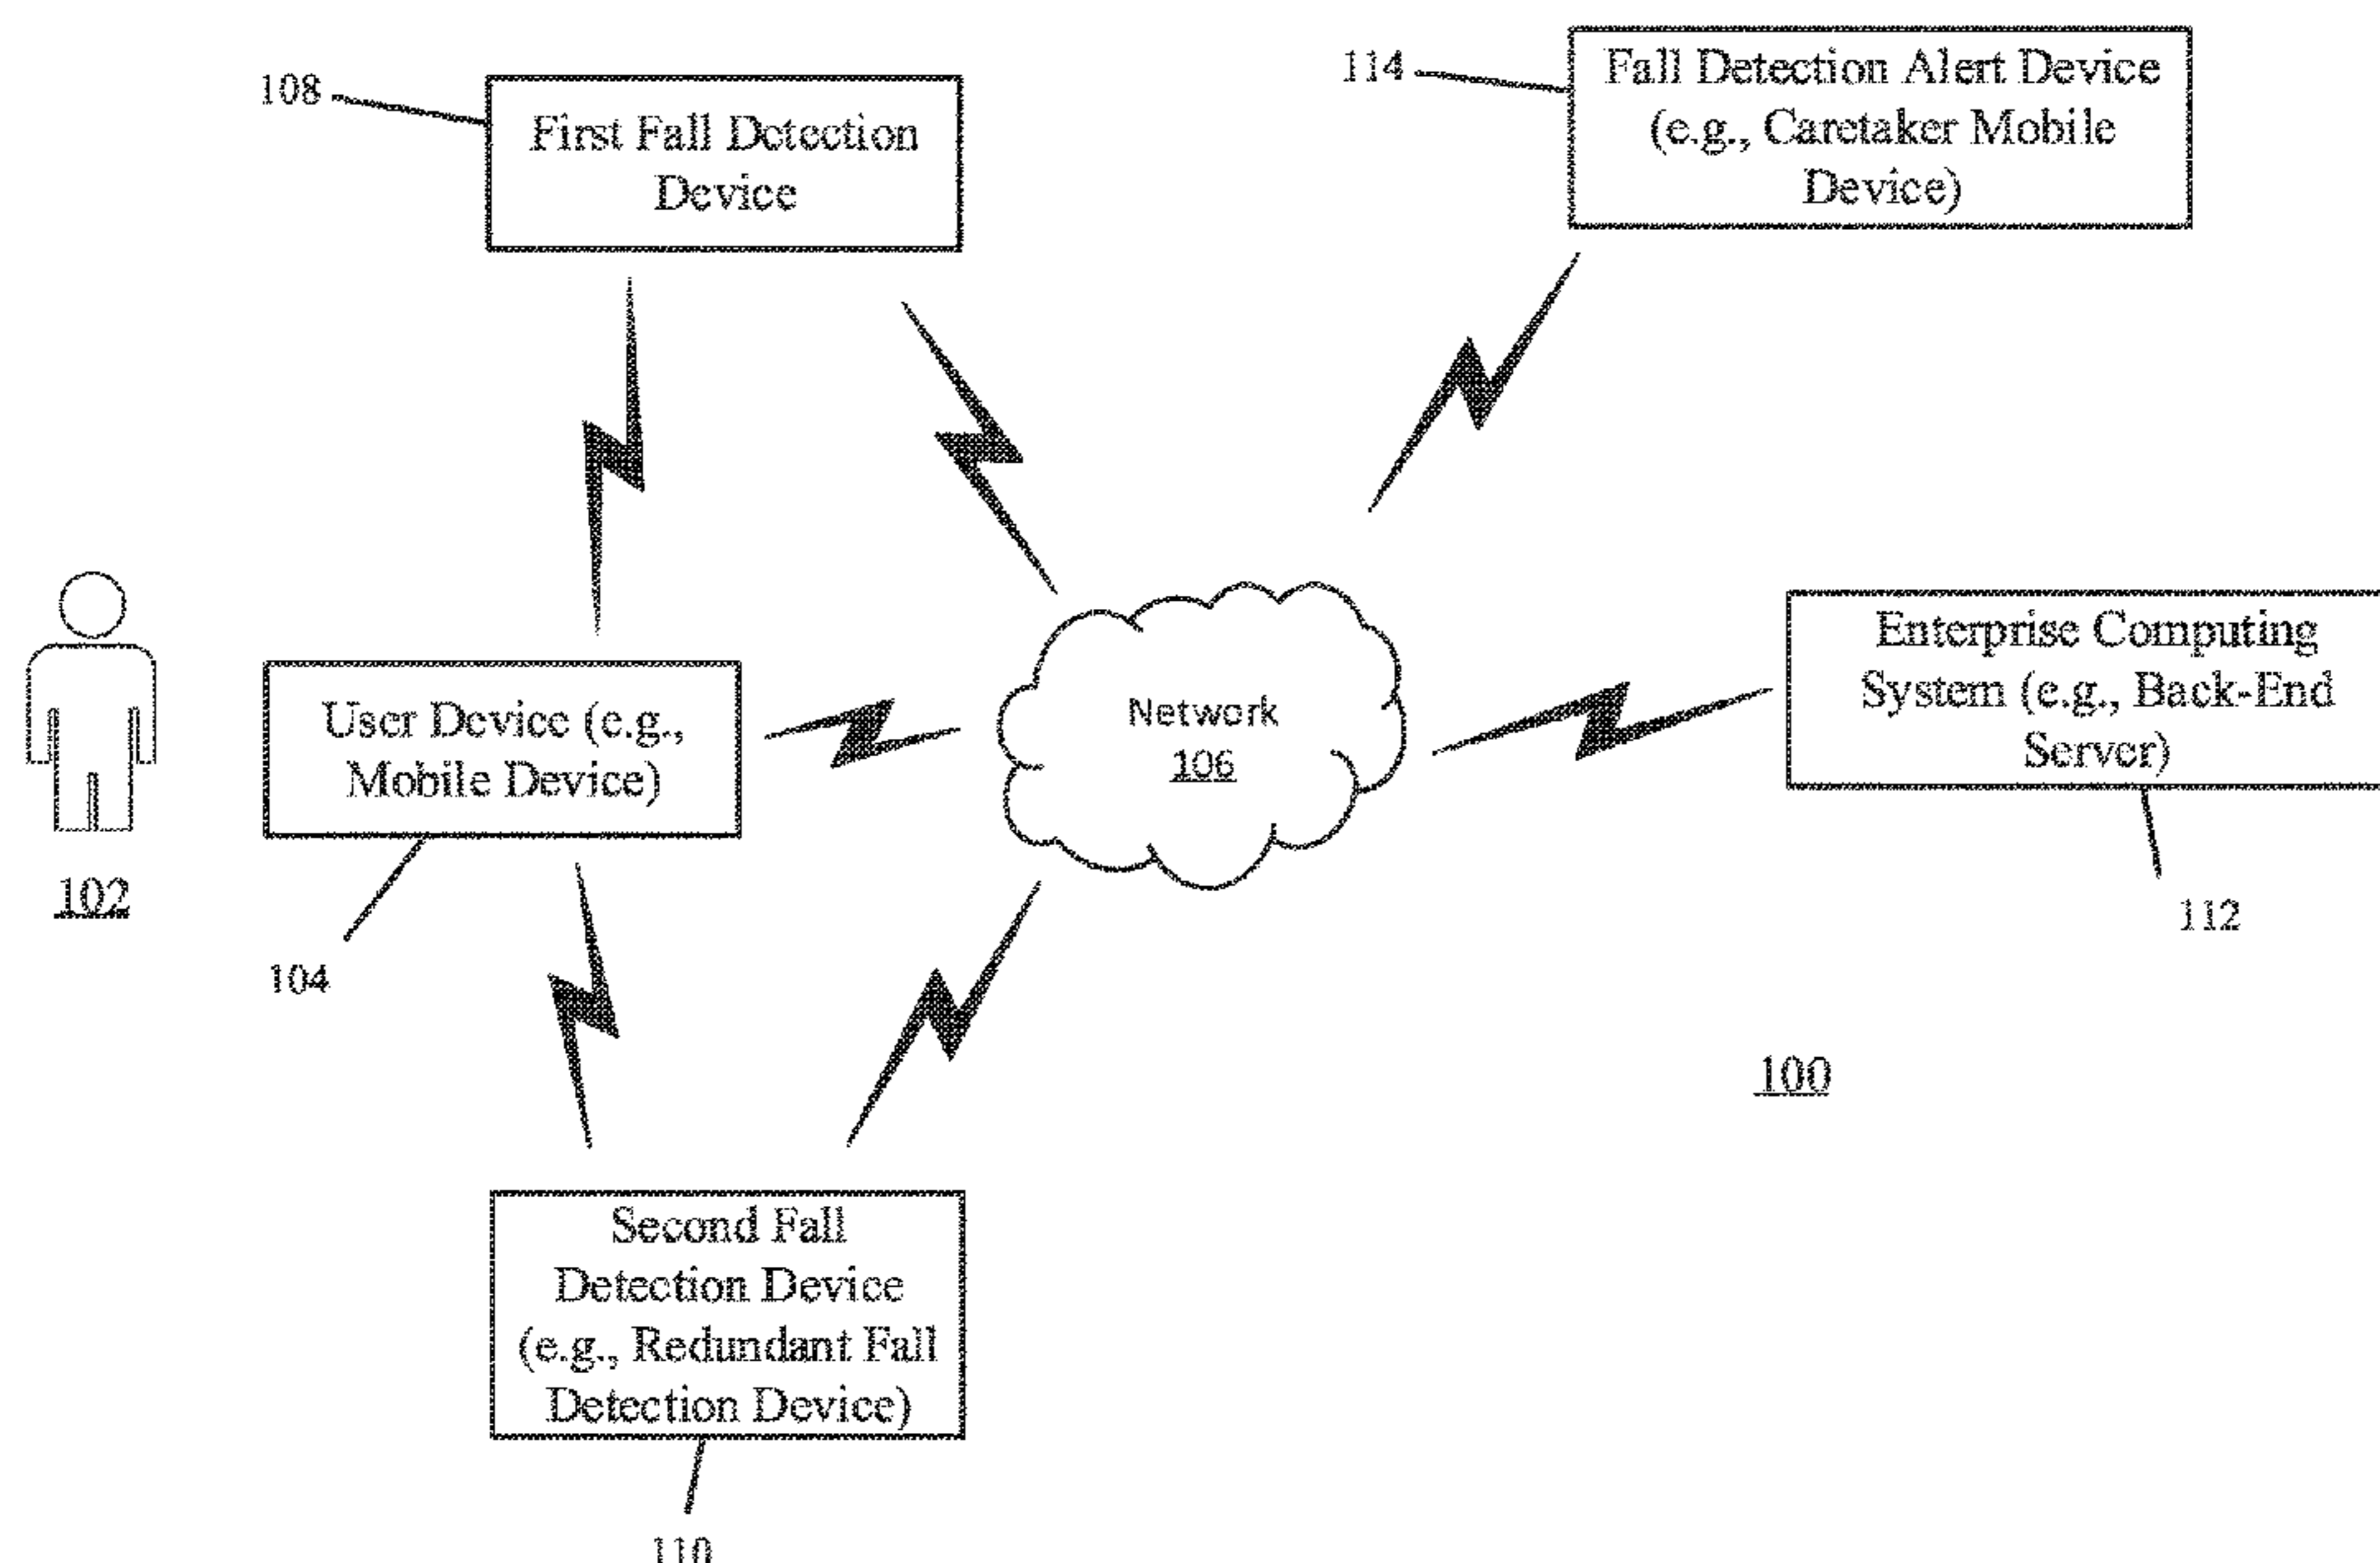 108
First Fall Detection
Device
114
Fall Detection Alert Device
(e.g., Caretaker Mobile
Device)
102
User Device (e.g.,
Mobile Device)
104
Network
106
Enterprise Computing
System (e.g., Back-End
Server)
112
100
Second Fall
Detection Device
(e.g., Redundant Fall
Detection Device)
110